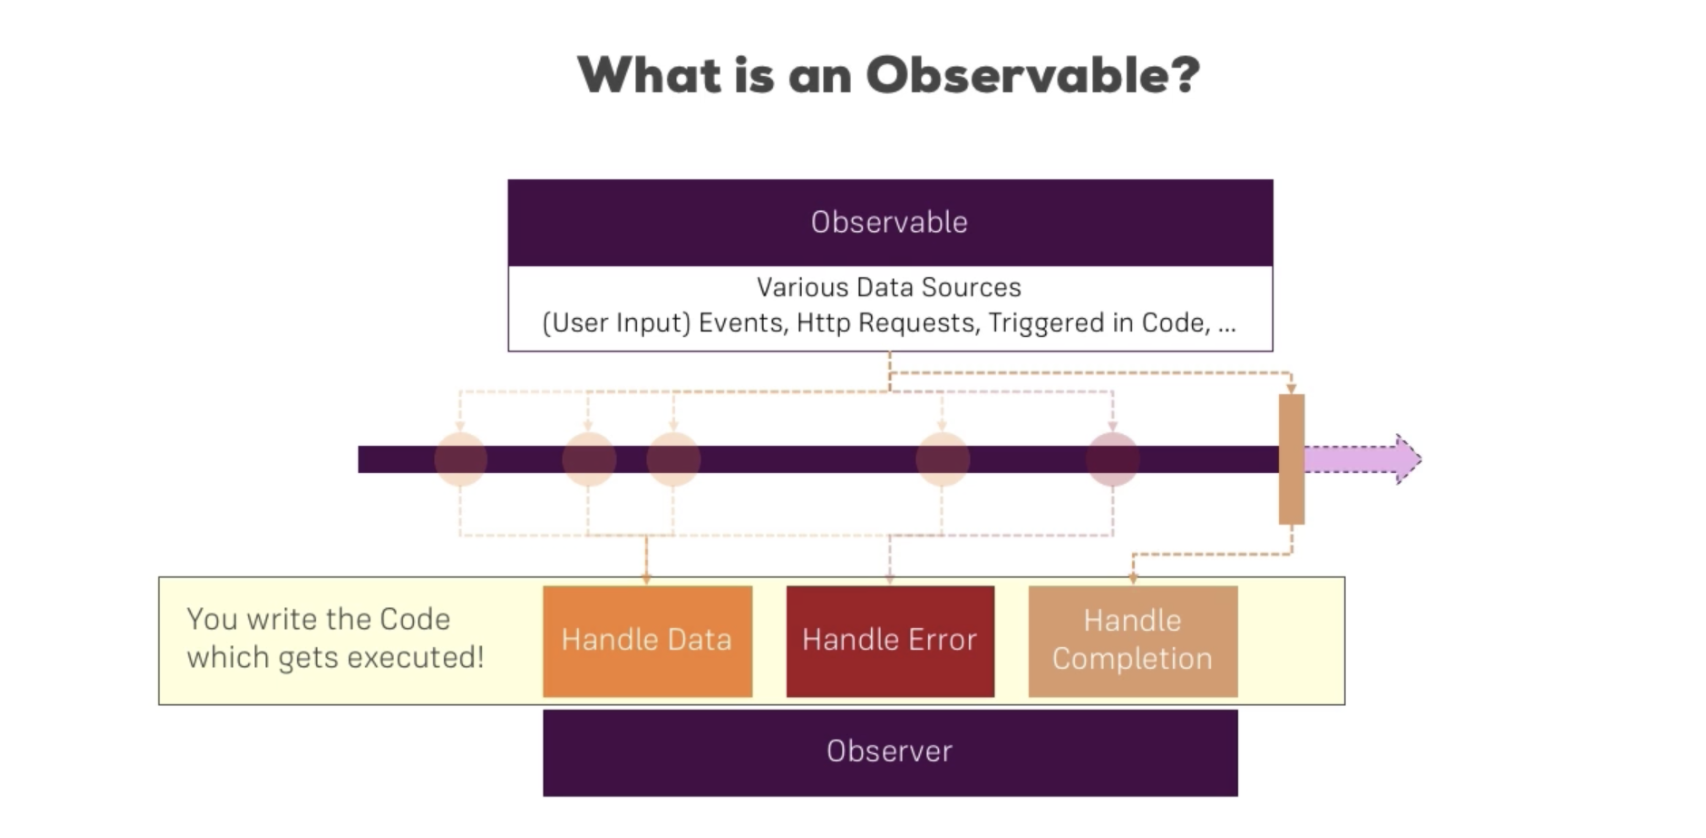 What is an Observable?
Observable
Various Data Sources
(User Input) Events, Http Requests, Triggered in Code, ...
You write the Code
which gets executed!
Handle Data
Handle Error
Handle
Completion
Observer